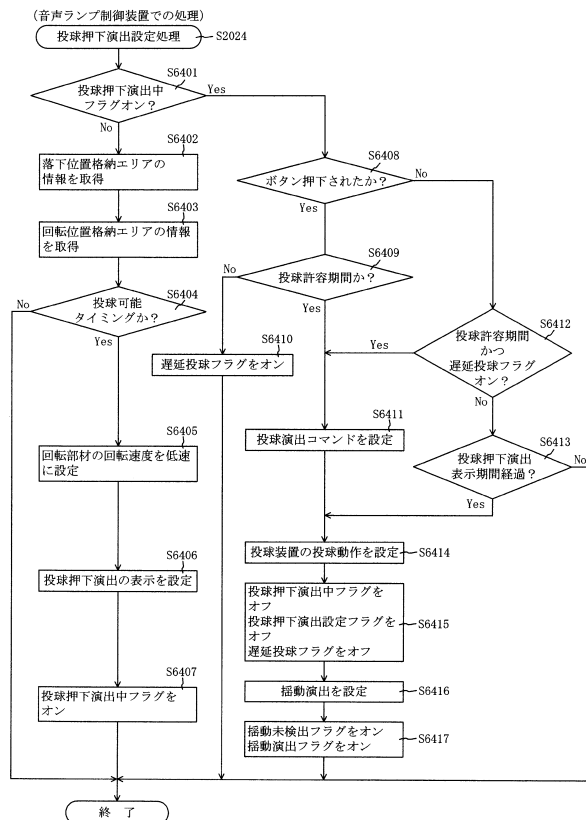 (音声ランプ制御装置での処理)
投球押下演出設定処理
S2024
S6401
投球押下演出中
フラグオン?
Yes
No
S6402
落下位置格納エリアの
情報を取得
S6403
回転位置格納エリアの情報
を取得
S6404
投球可能
タイミングか?
No
Yes
S6405
回転部材の回転速度を低速
に設定
S6406
投球押下演出の表示を設定
S6407
投球押下演出中フラグを
オン
S6408
ボタン押下されたか?
No
Yes
S6409
投球許容期間か?
No
Yes
S6410
遅延投球フラグをオン
S6411
投球演出コマンドを設定
S6412
投球許容期間
かつ
遅延投球フラグ
オン?
Yes
No
S6413
投球押下演出
表示期間経過?
No
Yes
投球装置の投球動作を設定
S6414
投球押下演出中フラグを
オフ
投球押下演出設定フラグを
オフ
遅延投球フラグをオフ
S6415
揺動演出を設定
S6416
揺動未検出フラグをオン
揺動演出フラグをオン
S6417
終了